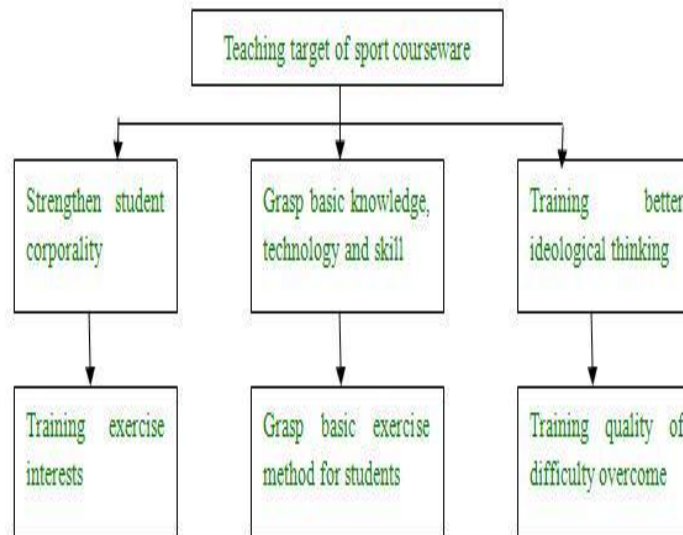 Teaching target of sport courseware
Strengthen student
corporality
Grasp basic knowledge,
technology and skill
Training better
ideological thinking
Training exercise
interests
Grasp basic exercise
method for students
Training quality of
difficulty overcome